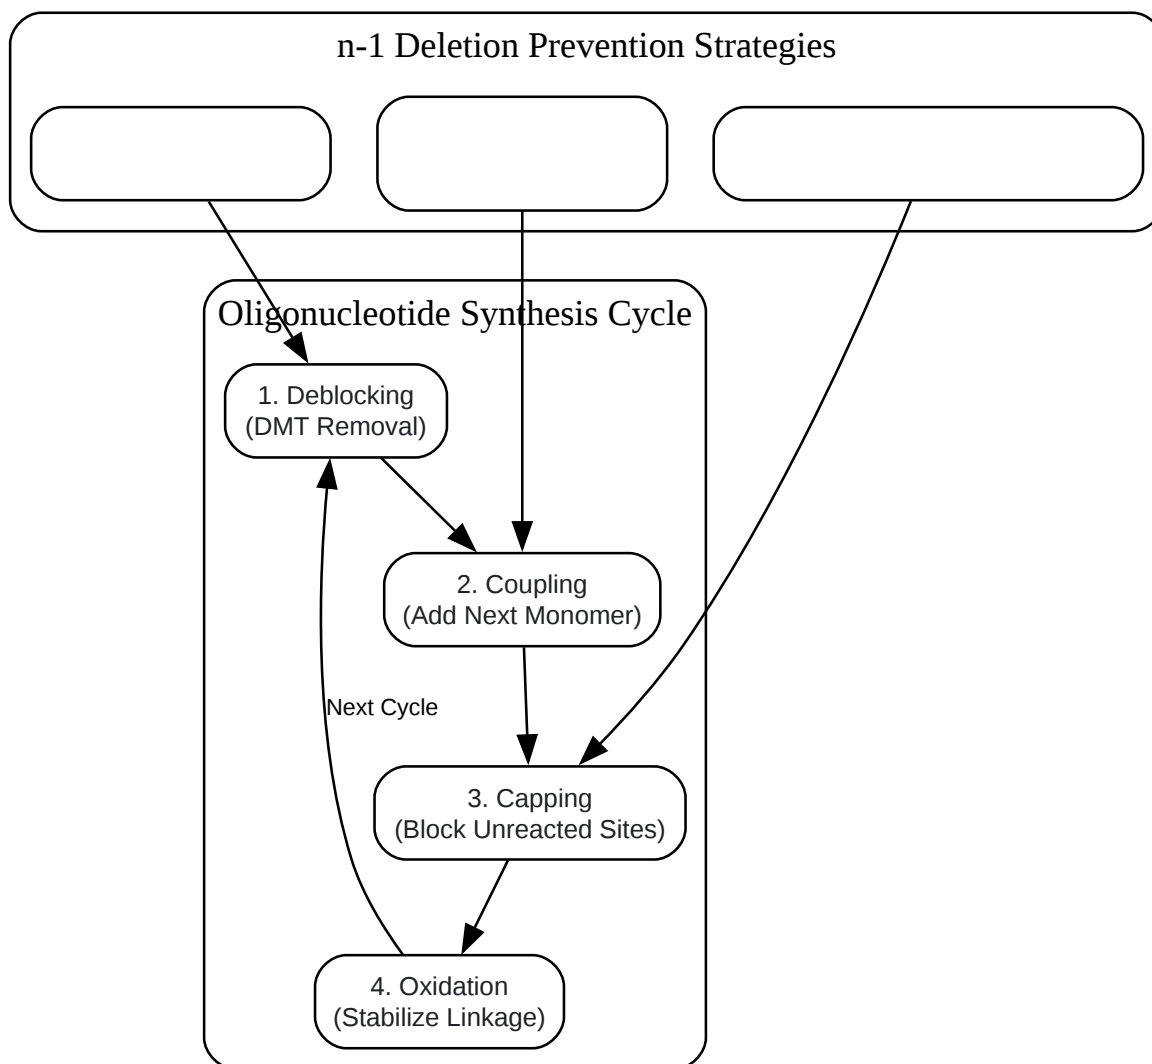 n-1 Deletion Prevention Strategies
Oligonucleotide Synthesis Cycle
1. Deblocking
(DMT Removal)
2. Coupling
(Add Next Monomer)
Next Cycle
3. Capping
(Block Unreacted Sites)
4. Oxidation
(Stabilize Linkage)